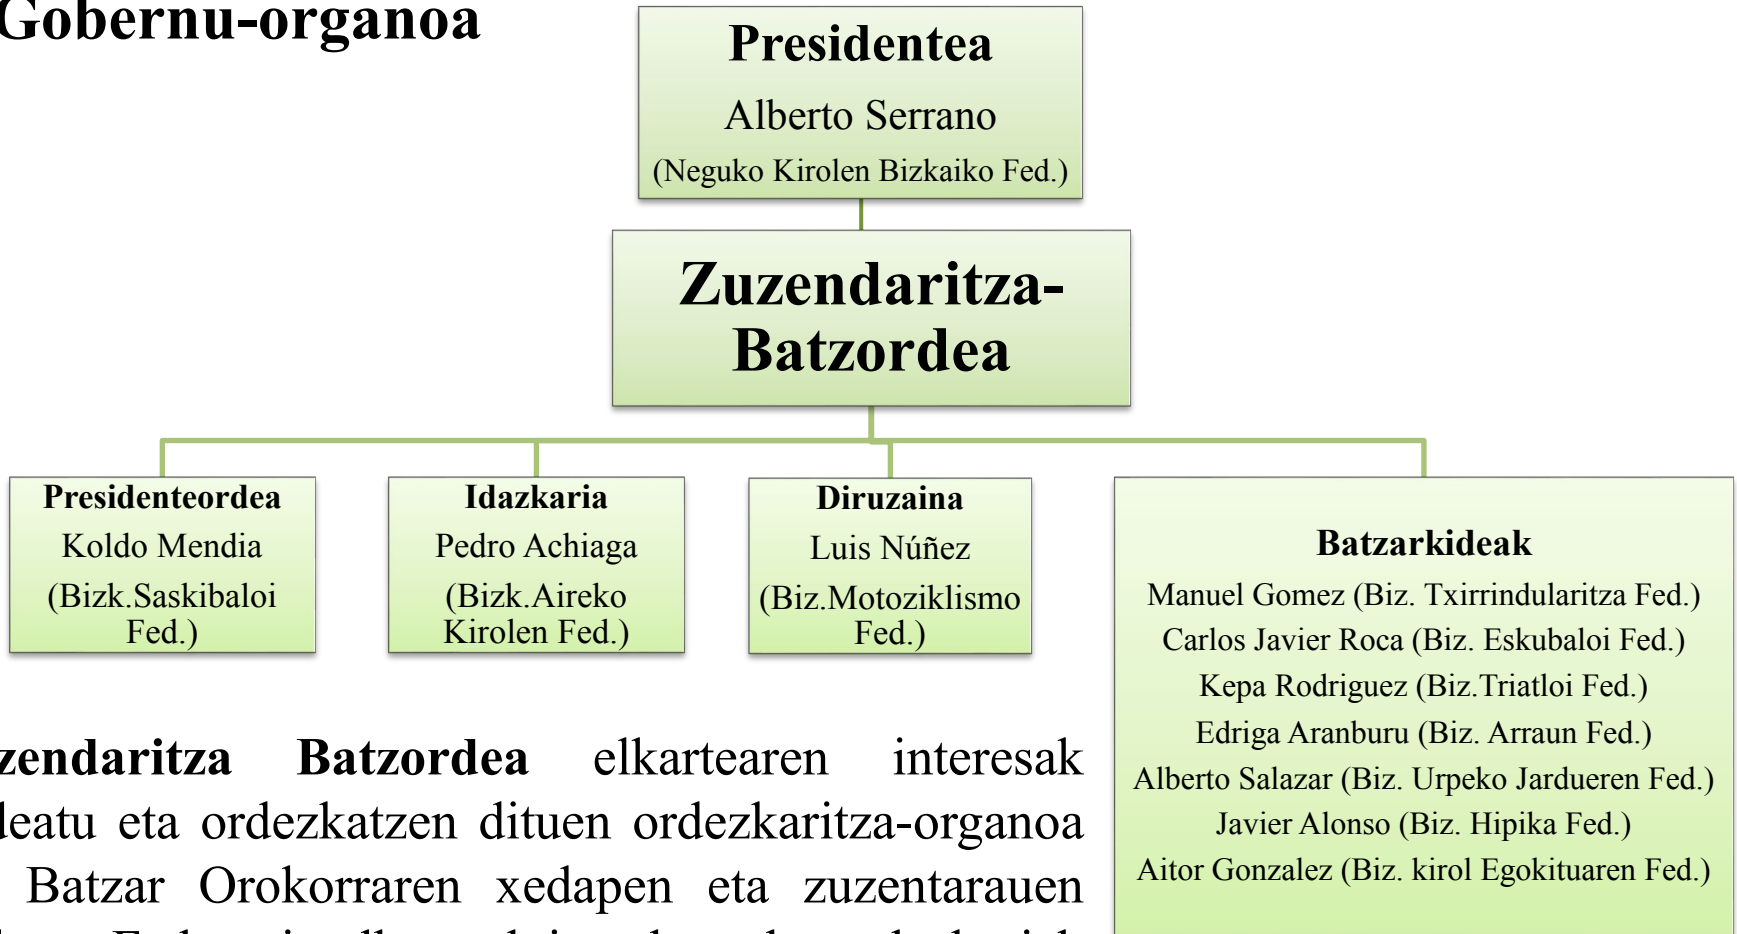 Gobernu-organoa
Presidentea
Alberto Serrano
(Neguko Kirolen Bizkaiko Fed.)
Zuzendaritza-
Batzordea
Presidenteordea
Koldo Mendia
(Bizk.Saskibaloi
Fed.)
Idazkaria
Pedro Achiaga
(Bizk.Aireko
Kirolen Fed.)
Diruzaina
Luis Núñez
(Biz.Motoziklismo
Fed.)
Batzarkideak
Manuel Gomez (Biz. Txirrindularitza Fed.)
Carlos Javier Roca (Biz. Eskubaloi Fed.)
Kepa Rodriguez (Biz.Triatloi Fed.)
Edriga Aranburu (Biz. Arraun Fed.)
Alberto Salazar (Biz. Urpeko Jardueren Fed.)
Javier Alonso (Biz. Hipika Fed.)
Aitor Gonzalez (Biz. kirol Egokituaren Fed.)
zendaritza Batzordea elkartearen interesak
deatu eta ordezkatzen dituen ordezkaritza-organoa
Batzar Orokorraren xedapen eta zuzentarauen